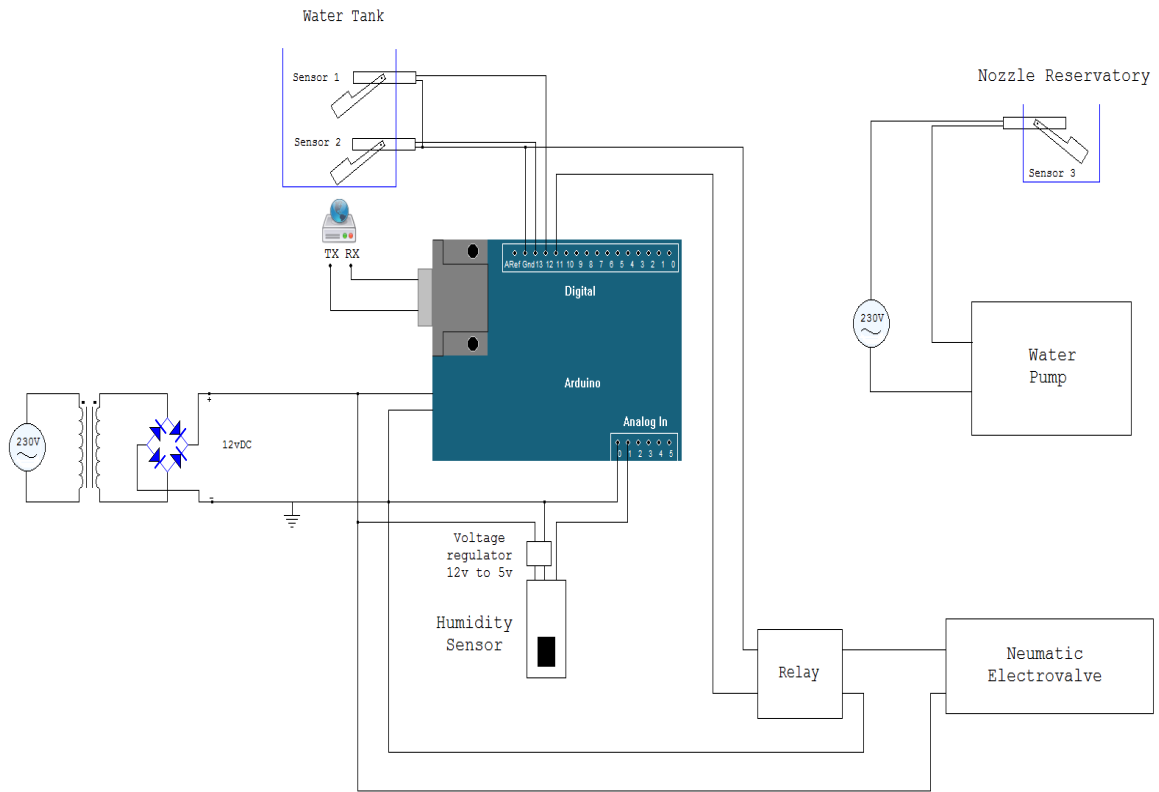 Water Tank
Sensor 1
Sensor 2
Nozzle Reservatory
Sensor 3
TX RX
ARef Gnd 13 12 11 10 9 8 7 6 5 4 3 2 1 0
Digital
230V
Water
Pump
Arduino
Analog In
0 1 2 3 4 5
230V
+
12vDC
-
Voltage
regulator
12v to 5v
Humidity
Sensor
Relay
Neumatic
Electrovalve